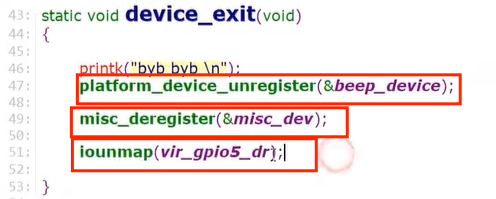 43: static void device_exit(void)
44: {
45:
46: printk("byb byb \n");
47: platform_device_unregister(&beep_device);
48:
49: misc_deregister(&misc_dev);
50:
51: iounmap(vir_gpio5_dr);
52:
53: }